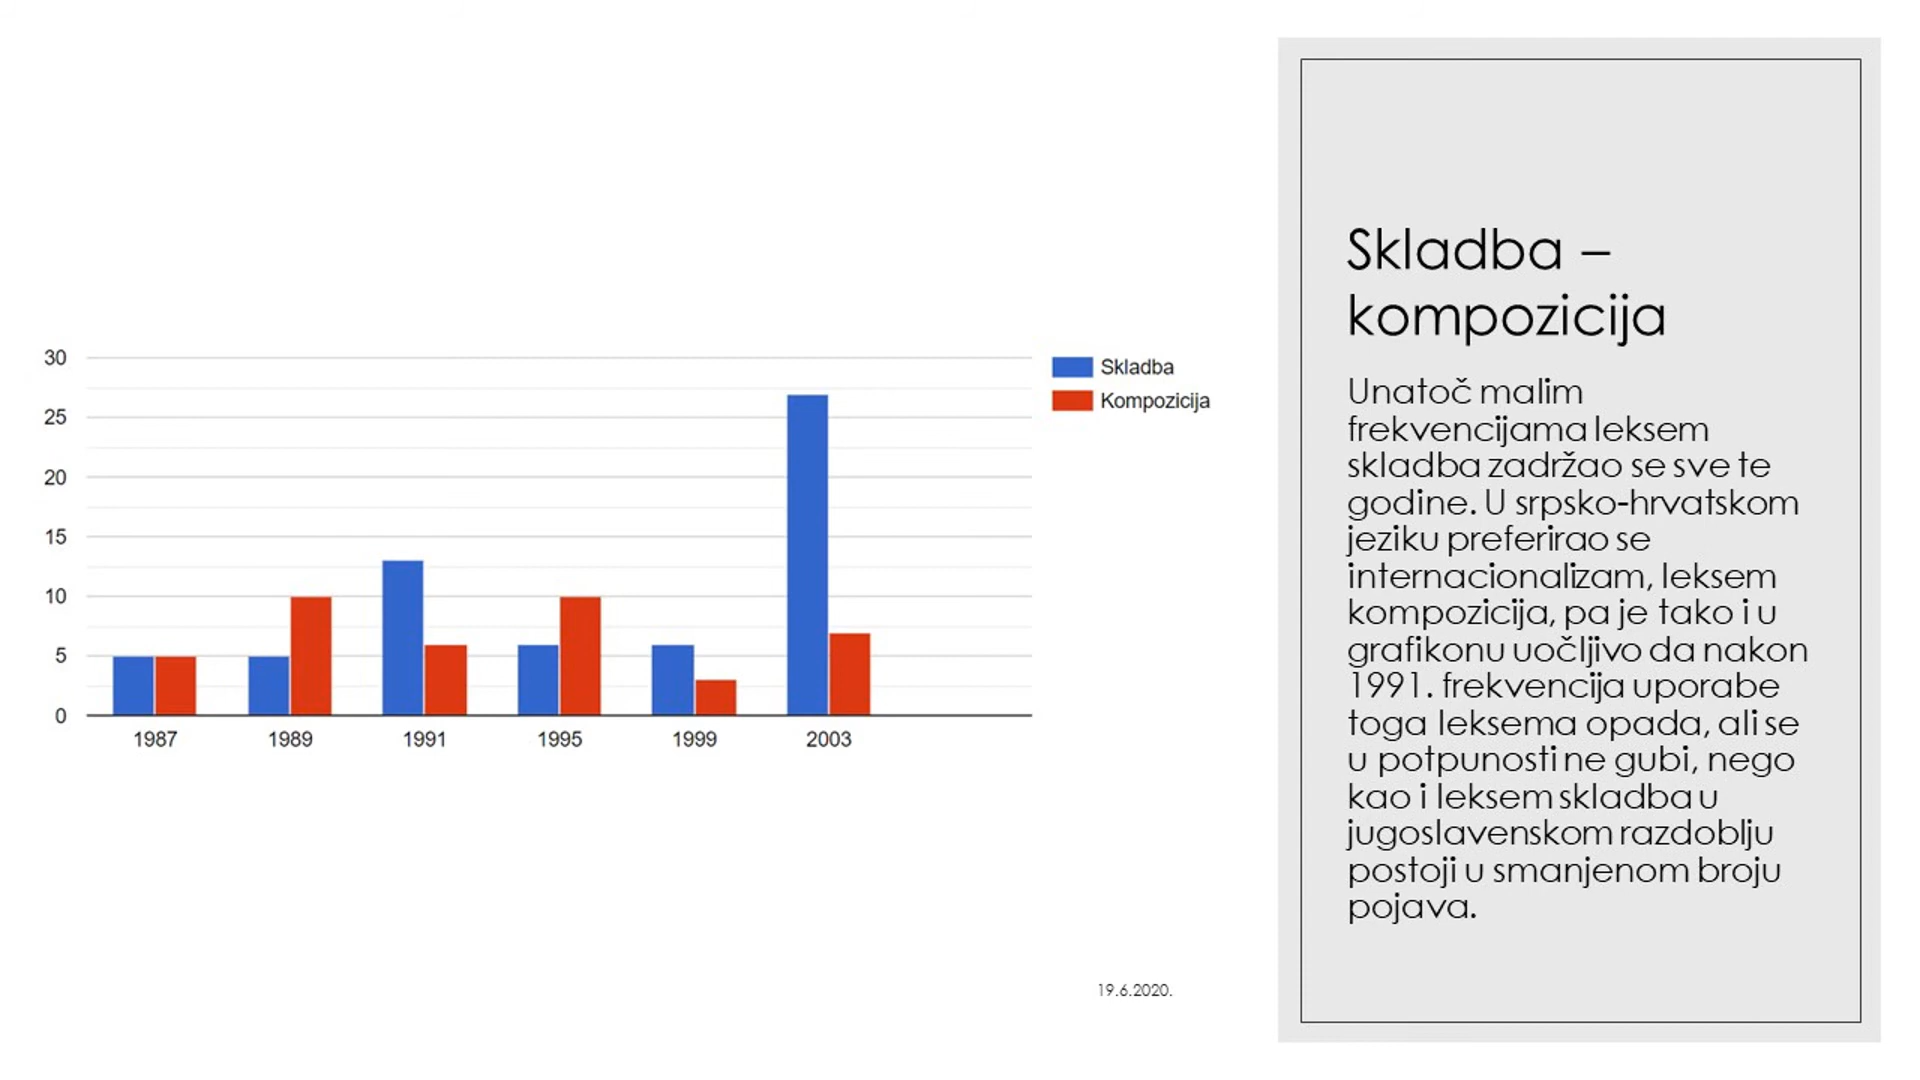 30
25
20
15
10
5
0
1987 1989 1991 1995 1999 2003
Skladba
Kompozicija
19.6.2020.
Skladba –
kompozicija
Unatoč malim
frekvencijama leksem
skladba zadržao se sve te
godine. U srpsko-hrvatskom
jeziku preferirao se
internacionalizam, leksem
kompozicija, pa je tako i u
grafikonu uočljivo da nakon
1991. frekvencija uporabe
toga leksema opada, ali se
u potpunosti ne gubi, nego
kao i leksem skladba u
jugoslavenskom razdoblju
postoji u smanjenom broju
pojava.